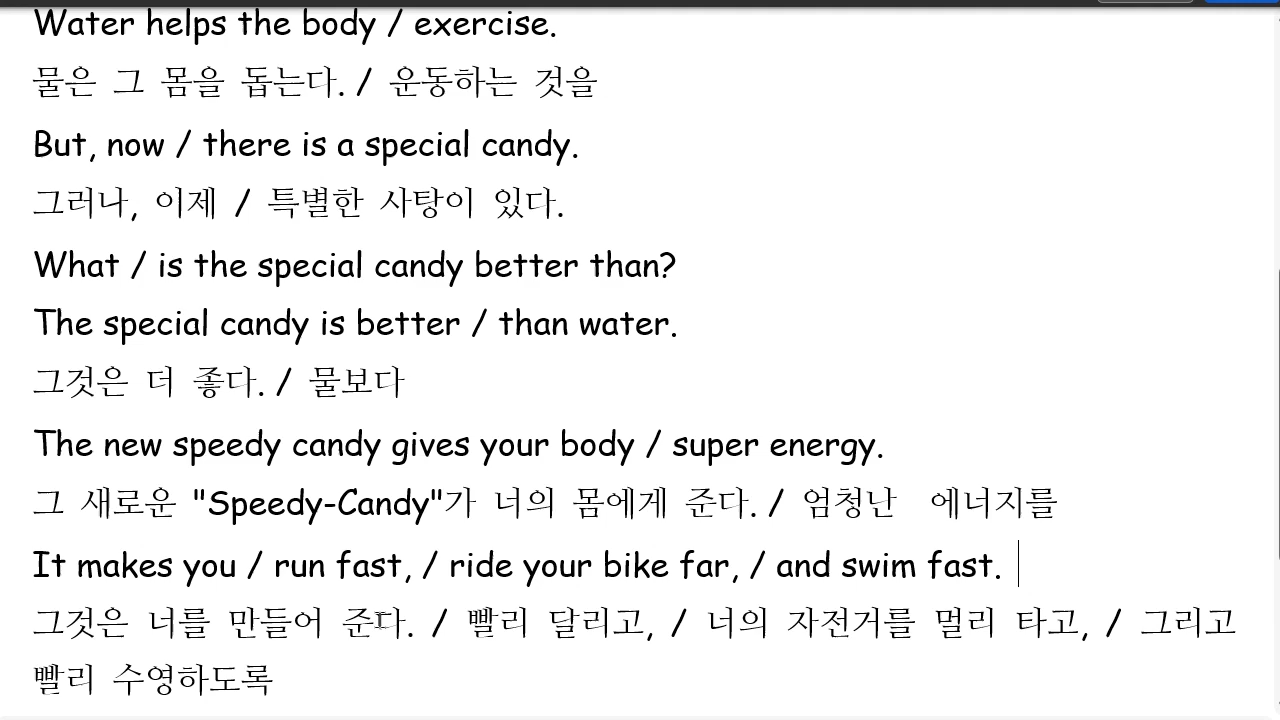 Water helps the body / exercise.
물은 그 몸을 돕는다. / 운동하는 것을
But, now / there is a special candy.
그러나, 이제 / 특별한 사탕이 있다.
What / is the special candy better than?
The special candy is better / than water.
그것은 더 좋다. / 물보다
The new speedy candy gives your body / super energy.
그 새로운 "Speedy-Candy"가 너의 몸에게 준다. / 엄청난 에너지를
It makes you / run fast, / ride your bike far, / and swim fast.
그것은 너를 만들어 준다. / 빨리 달리고, / 너의 자전거를 멀리 타고, / 그리고
빨리 수영하도록